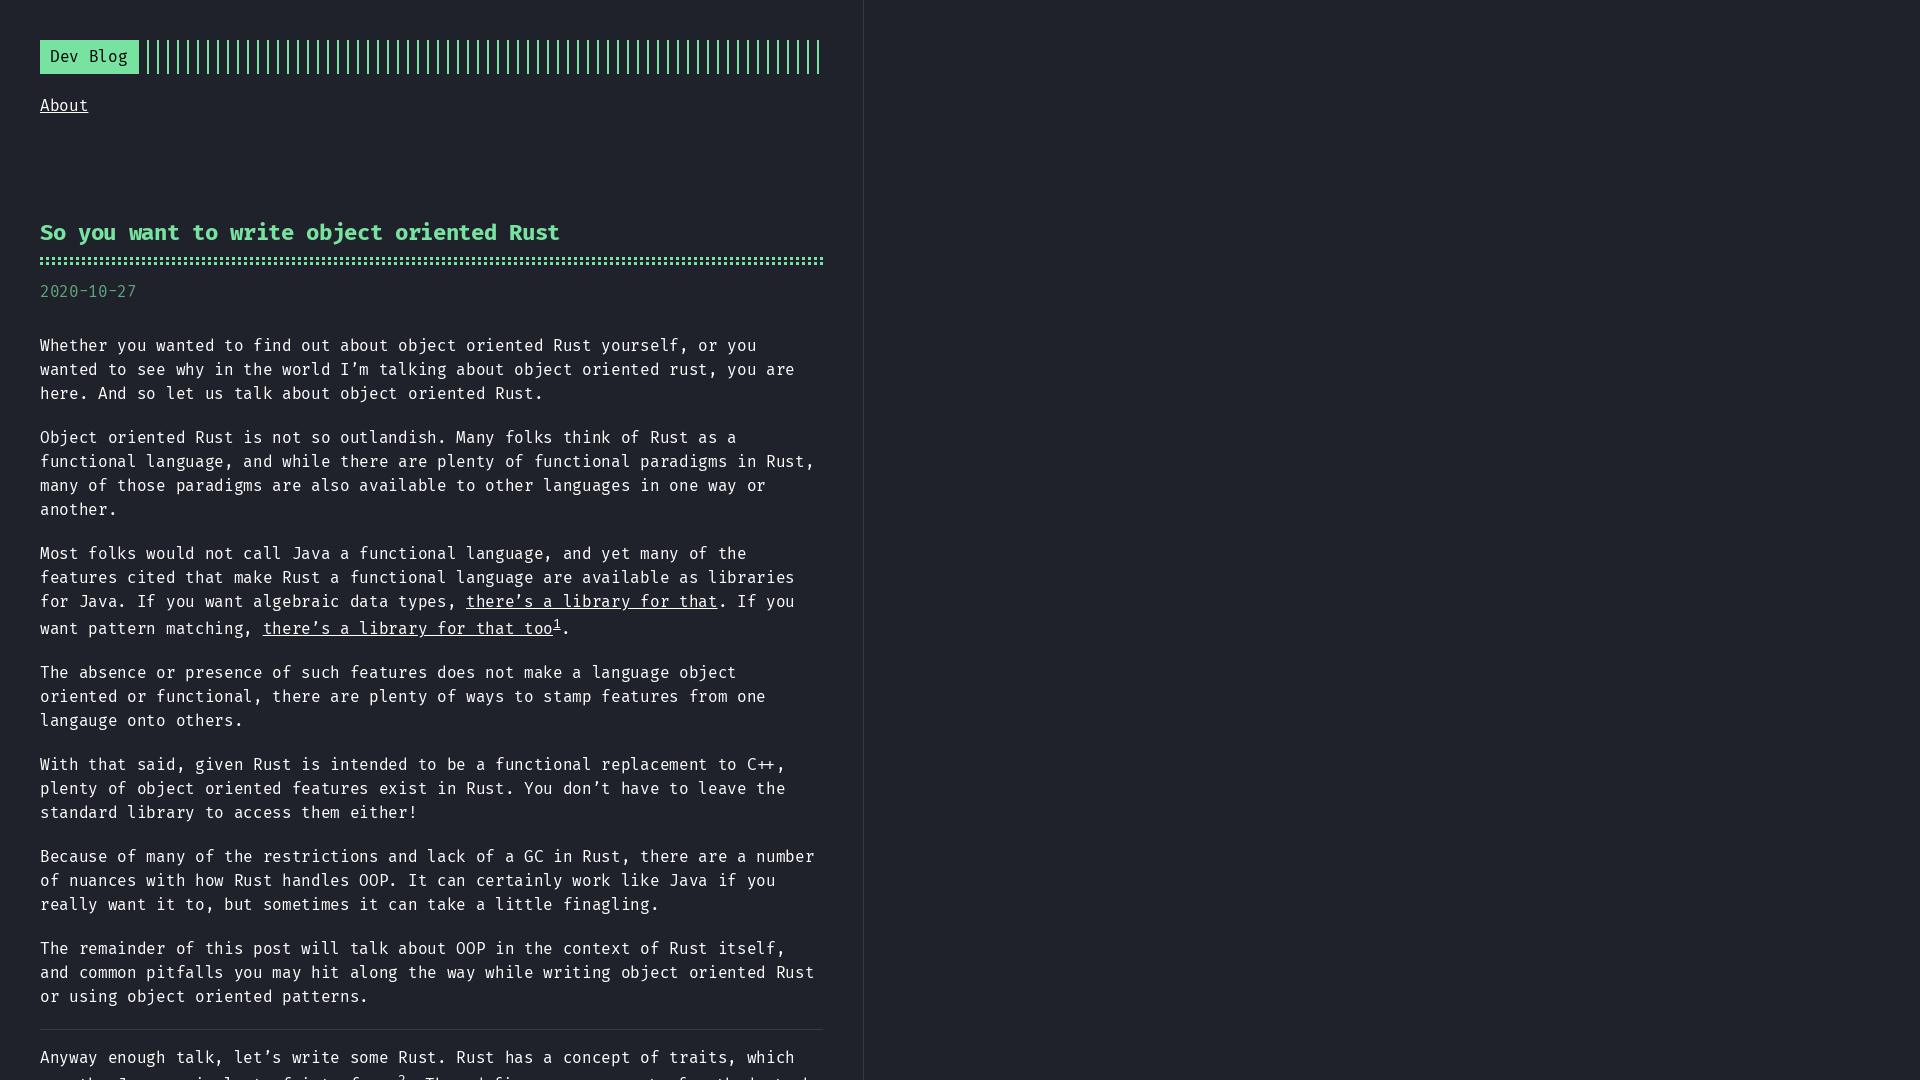 Dev Blog
About
So you want to write object oriented Rust
2020-10-27
Whether you wanted to find out about object oriented Rust yourself, or you
wanted to see why in the world I’m talking about object oriented rust, you are
here. And so let us talk about object oriented Rust.
Object oriented Rust is not so outlandish. Many folks think of Rust as a
functional language, and while there are plenty of functional paradigms in Rust,
many of those paradigms are also available to other languages in one way or
another.
Most folks would not call Java a functional language, and yet many of the
features cited that make Rust a functional language are available as libraries
for Java. If you want algebraic data types, there’s a library for that. If you
want pattern matching, there’s a library for that too1.
The absence or presence of such features does not make a language object
oriented or functional, there are plenty of ways to stamp features from one
langauge onto others.
With that said, given Rust is intended to be a functional replacement to C++,
plenty of object oriented features exist in Rust. You don’t have to leave the
standard library to access them either!
Because of many of the restrictions and lack of a GC in Rust, there are a number
of nuances with how Rust handles OOP. It can certainly work like Java if you
really want it to, but sometimes it can take a little finagling.
The remainder of this post will talk about OOP in the context of Rust itself,
and common pitfalls you may hit along the way while writing object oriented Rust
or using object oriented patterns.
Anyway enough talk, let’s write some Rust. Rust has a concept of traits, which